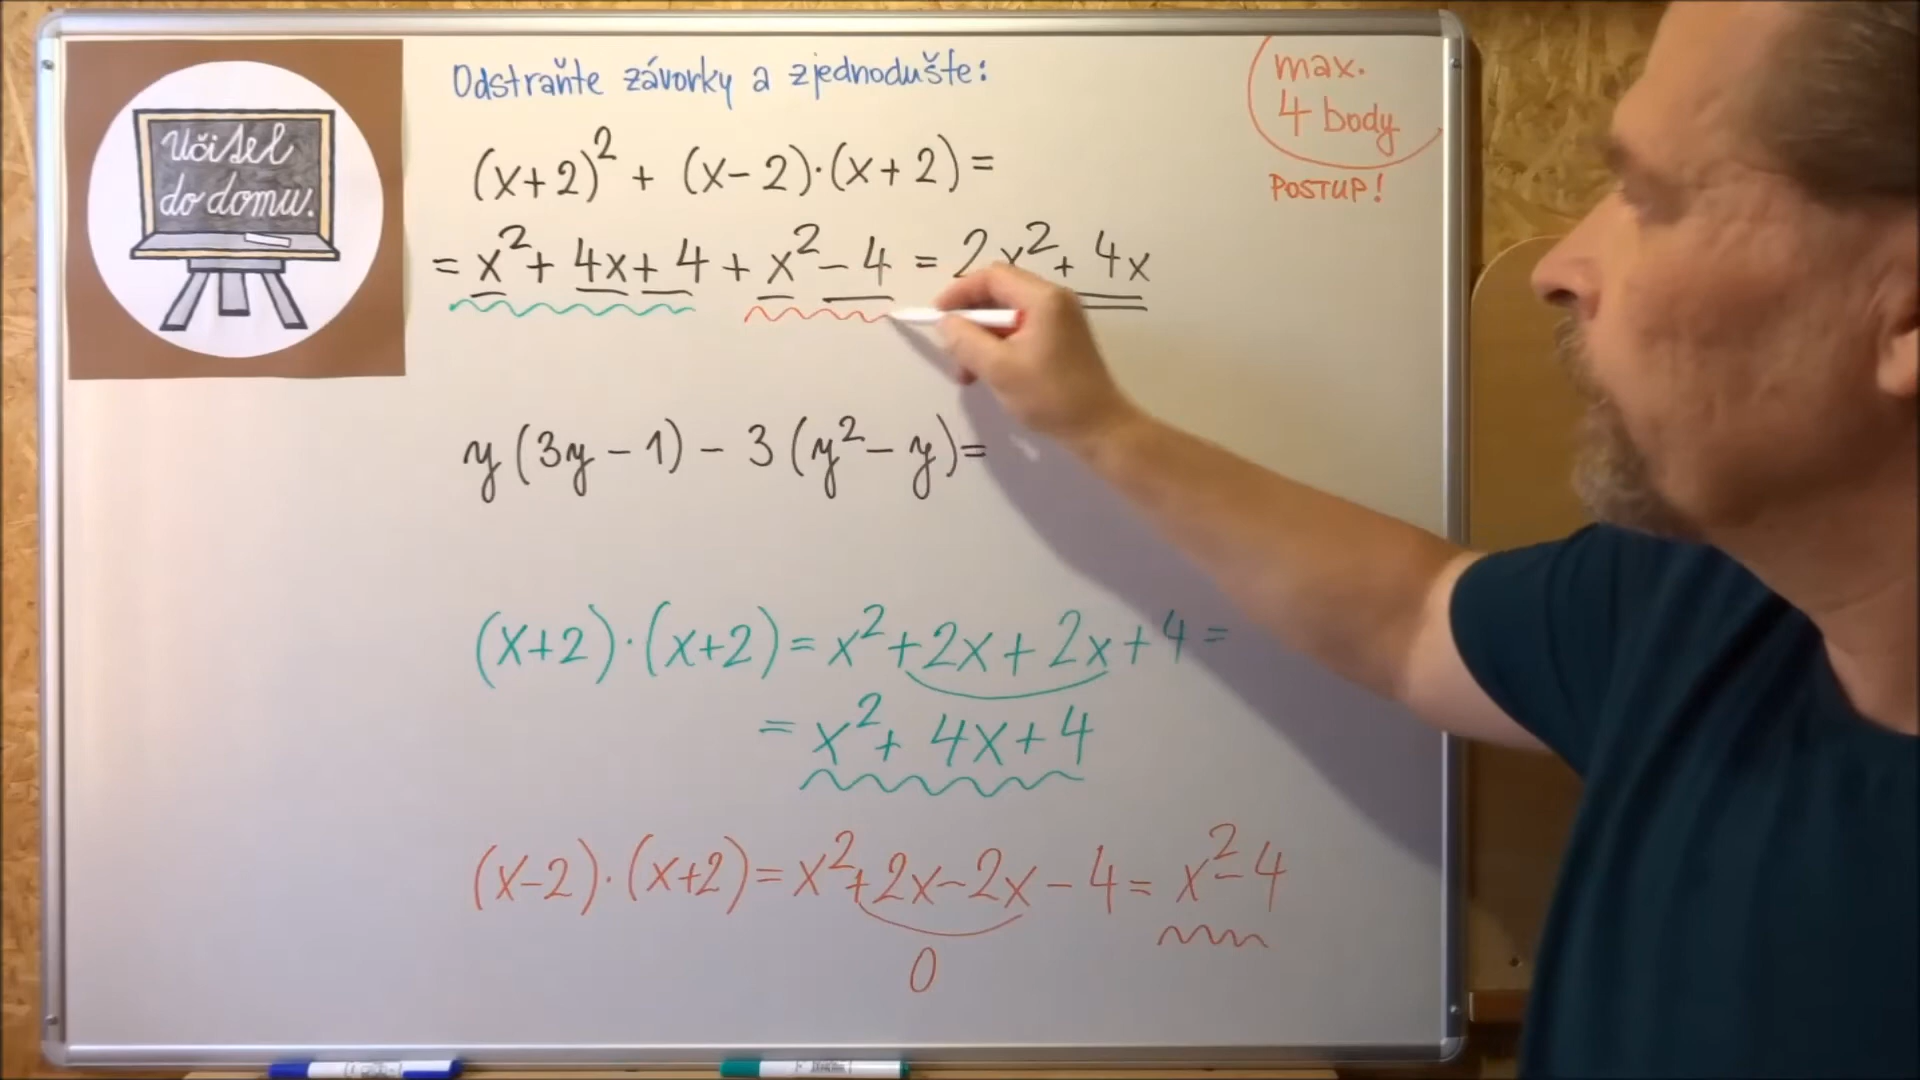 Učitel
do domu.
Odstraňte závorky a zjednodušte:
max.
4 body
POSTUP!
(x+2)² + (x-2)·(x+2)=
= x² + 4x + 4 + x² - 4 = 2x² + 4x
y(3y - 1) - 3(y² - y)=
(x+2)·(x+2) = x² + 2x + 2x + 4 =
= x² + 4x + 4
(x-2)·(x+2) = x² + 2x - 2x - 4 = x² - 4
0